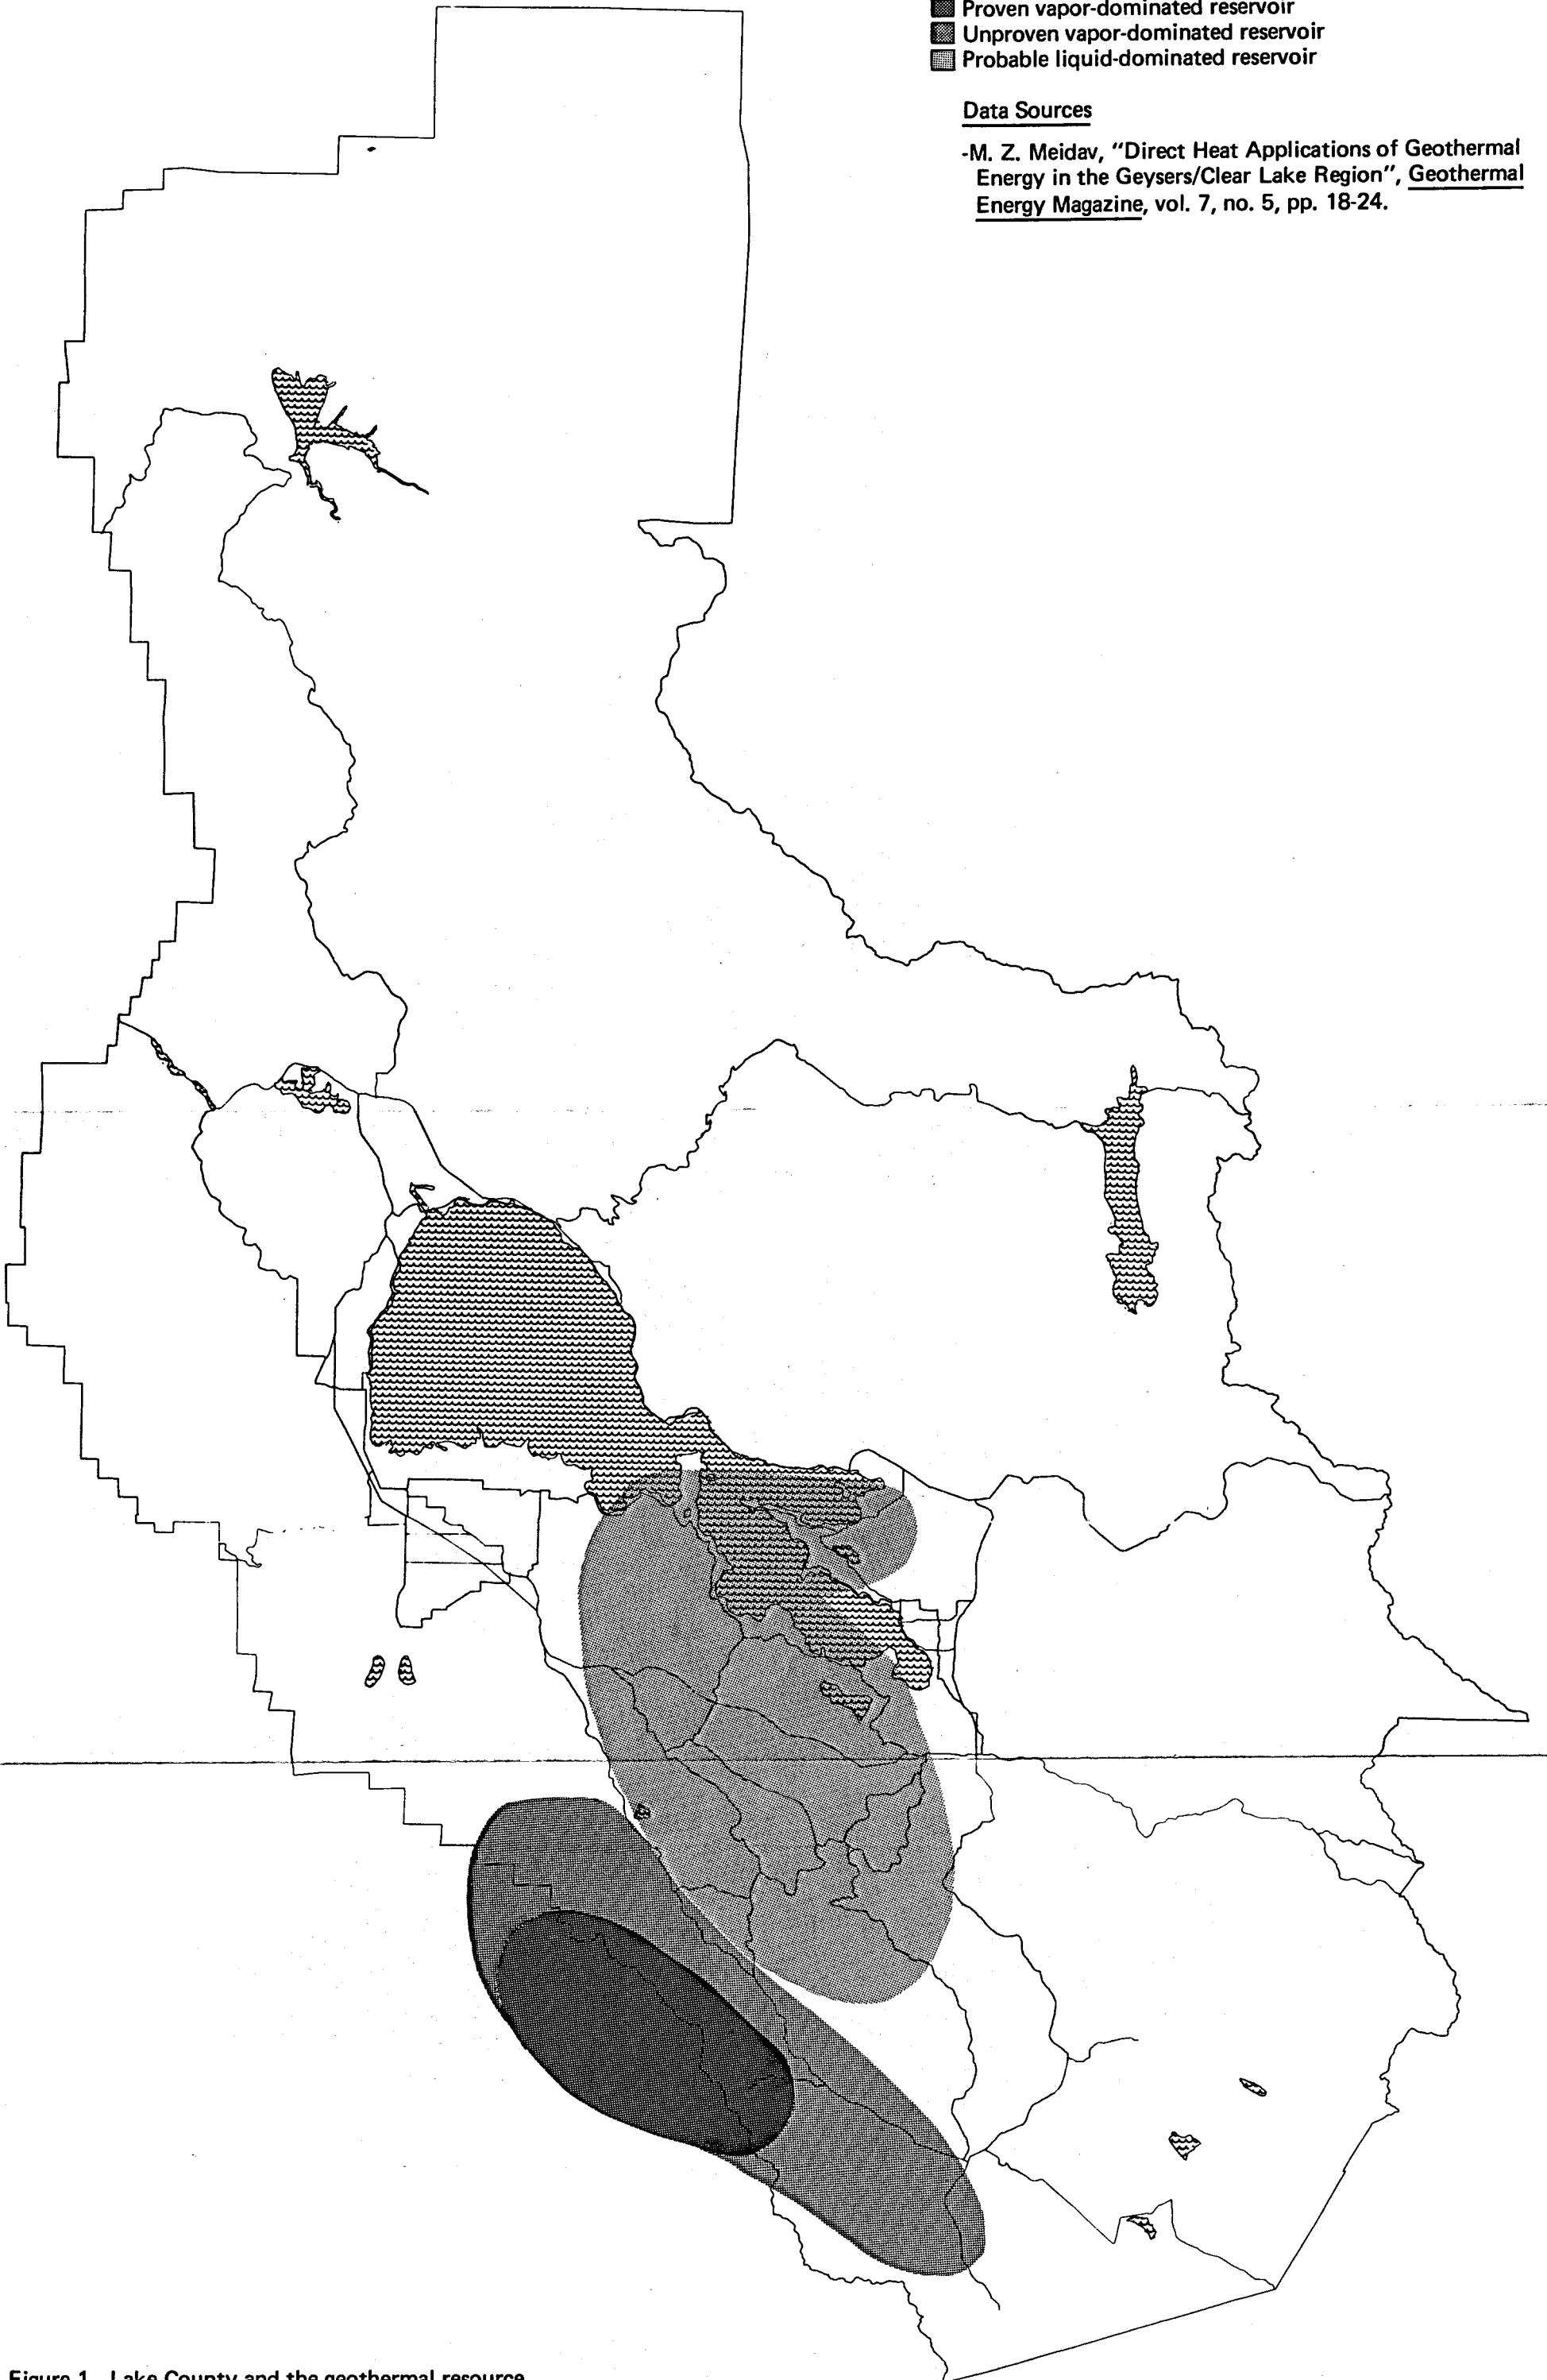 Proven vapor-dominated reservoir
Unproven vapor-dominated reservoir
Probable liquid-dominated reservoir
Data Sources
-M. Z. Meidav, "Direct Heat Applications of Geothermal
Energy in the Geysers/Clear Lake Region", Geothermal
Energy Magazine, vol. 7, no. 5, pp. 18-24.
Figure 1. Lake County and the geothermal resource